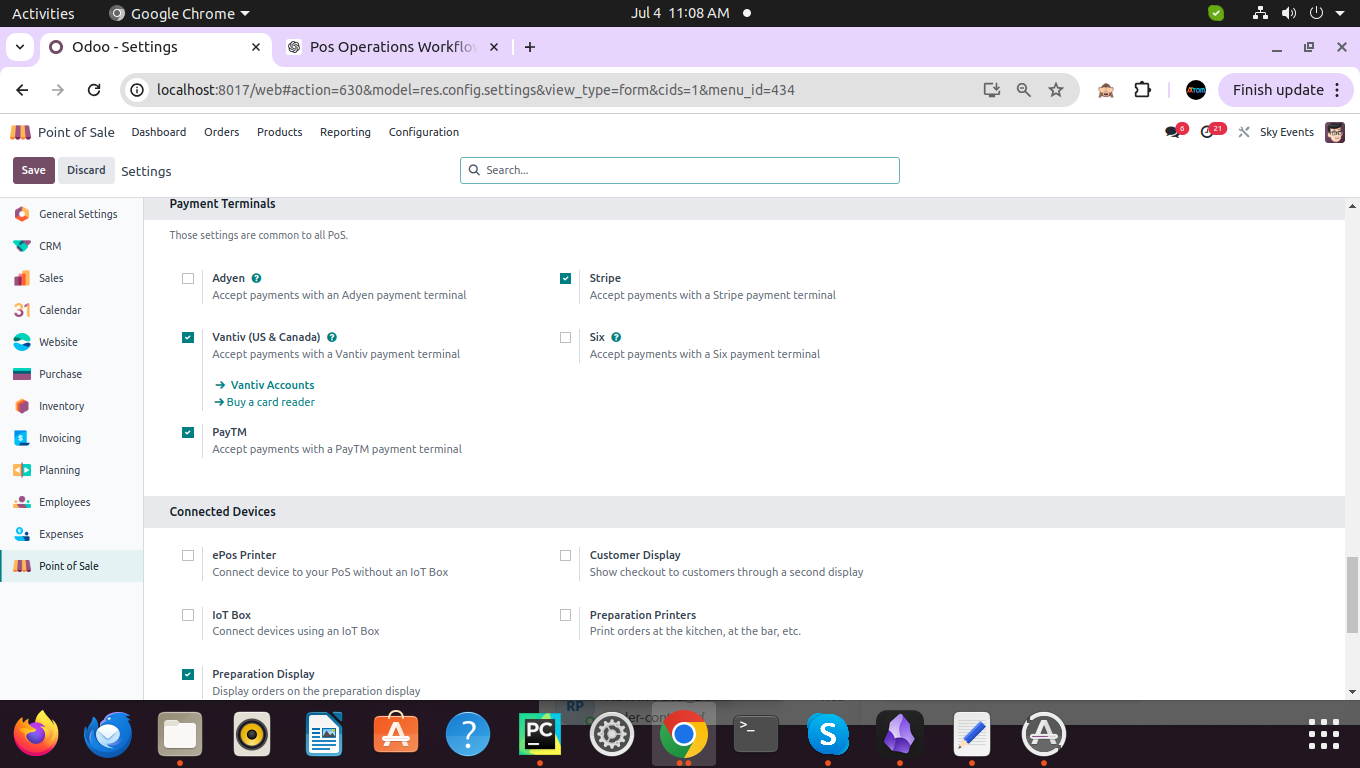 Activities
Google Chrome
Jul 4 11:08 AM
Odoo - Settings
Pos Operations Workflo
localhost:8017/web#action=630&model=res.config.settings&view_type=form&cids=1&menu_id=434
Finish update
Point of Sale
Dashboard
Orders
Products
Reporting
Configuration
6
21
Sky Events
Save
Discard
Settings
Search...
General Settings
CRM
Sales
31
Calendar
Website
Purchase
Inventory
$
Invoicing
Planning
Employees
Expenses
Point of Sale
Payment Terminals
Those settings are common to all PoS.
Adyen ?
Accept payments with an Adyen payment terminal
Stripe
Accept payments with a Stripe payment terminal
Vantiv (US & Canada) ?
Accept payments with a Vantiv payment terminal
Vantiv Accounts
Buy a card reader
Six ?
Accept payments with a Six payment terminal
PayTM
Accept payments with a PayTM payment terminal
Connected Devices
ePos Printer
Connect device to your PoS without an IoT Box
Customer Display
Show checkout to customers through a second display
IoT Box
Connect devices using an IoT Box
Preparation Printers
Print orders at the kitchen, at the bar, etc.
Preparation Display
Display orders on the preparation display
RP
?
PC
>_
S
A